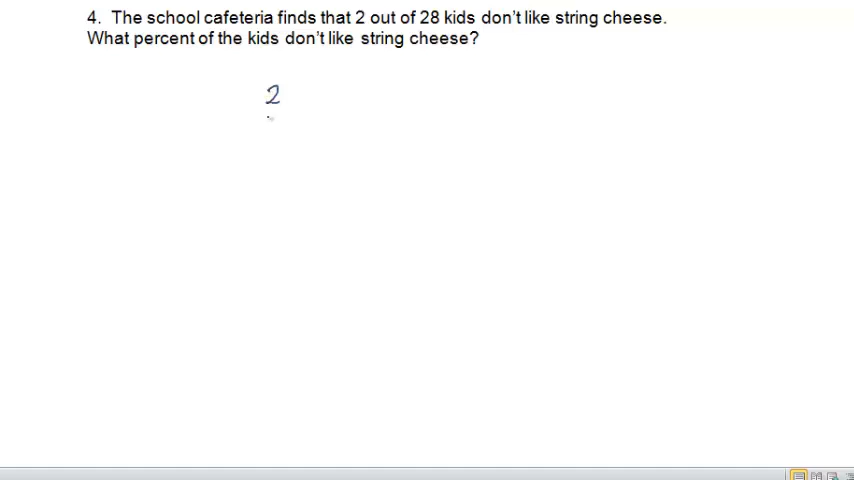 4. The school cafeteria finds that 2 out of 28 kids don’t like string cheese.
What percent of the kids don’t like string cheese?
2